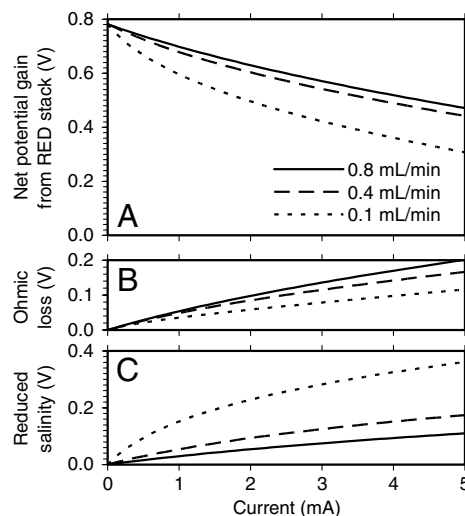 0.8
0.6
0.4
0.2
0.0
Net potential gain
from RED stack (V)
A
0.8 mL/min
0.4 mL/min
0.1 mL/min
0.2
0.1
0.0
Ohmic
loss (V)
B
0.4
0.2
0.0
Reduced
salinity (V)
C
0 1 2 3 4 5
Current (mA)